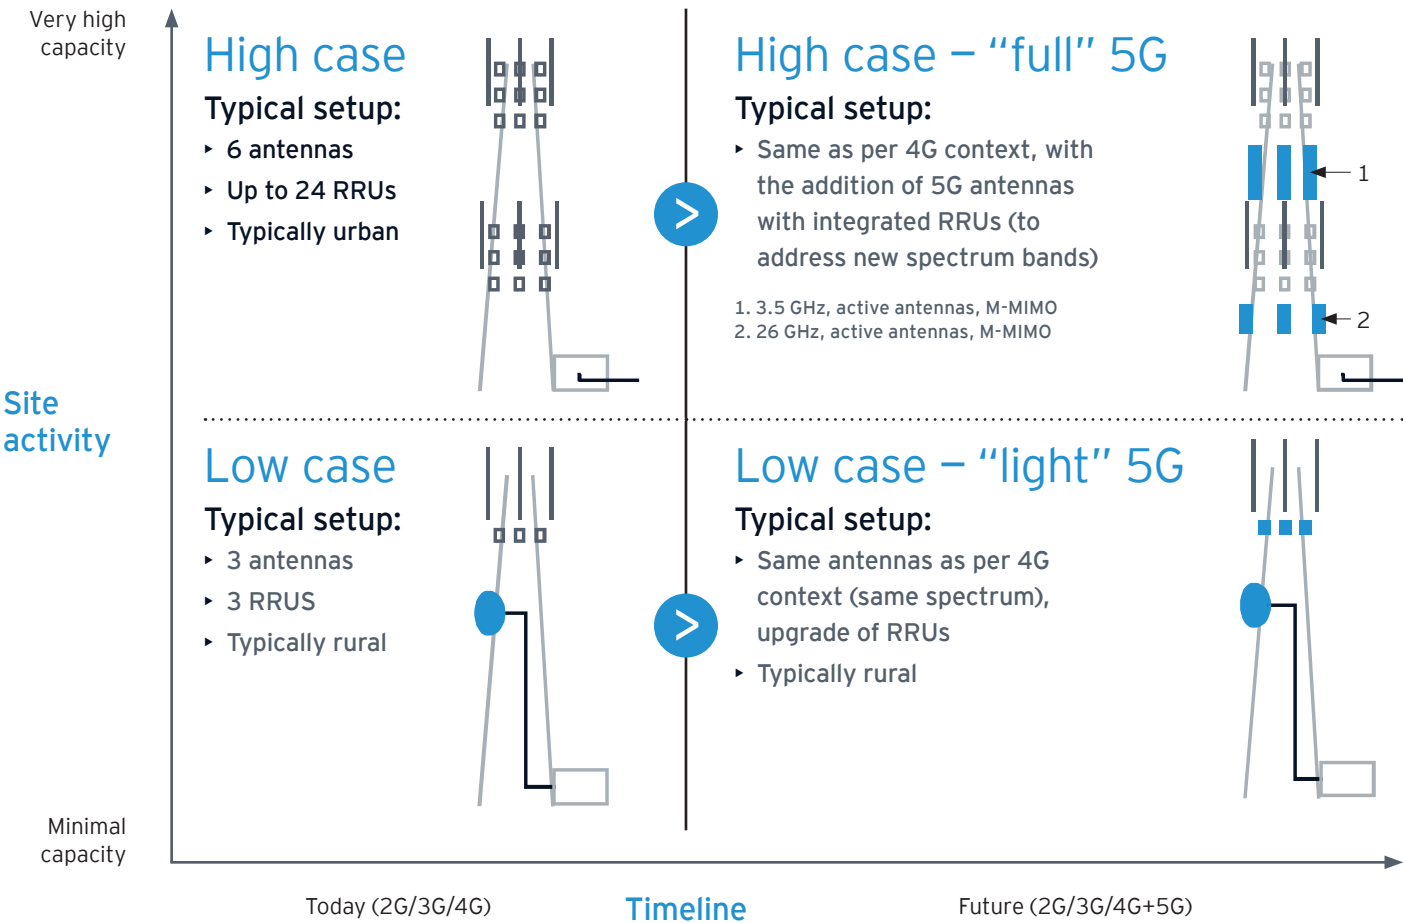 Very high
capacity
High case
Typical setup:
‣ 6 antennas
‣ Up to 24 RRUs
‣ Typically urban
>
High case – “full” 5G
Typical setup:
‣ Same as per 4G context, with
the addition of 5G antennas
with integrated RRUs (to
address new spectrum bands)
1. 3.5 GHz, active antennas, M-MIMO
2. 26 GHz, active antennas, M-MIMO
1
2
Site
activity
Low case
Typical setup:
‣ 3 antennas
‣ 3 RRUS
‣ Typically rural
>
Low case – “light” 5G
Typical setup:
‣ Same antennas as per 4G
context (same spectrum),
upgrade of RRUs
‣ Typically rural
Minimal
capacity
Today (2G/3G/4G)
Timeline
Future (2G/3G/4G+5G)